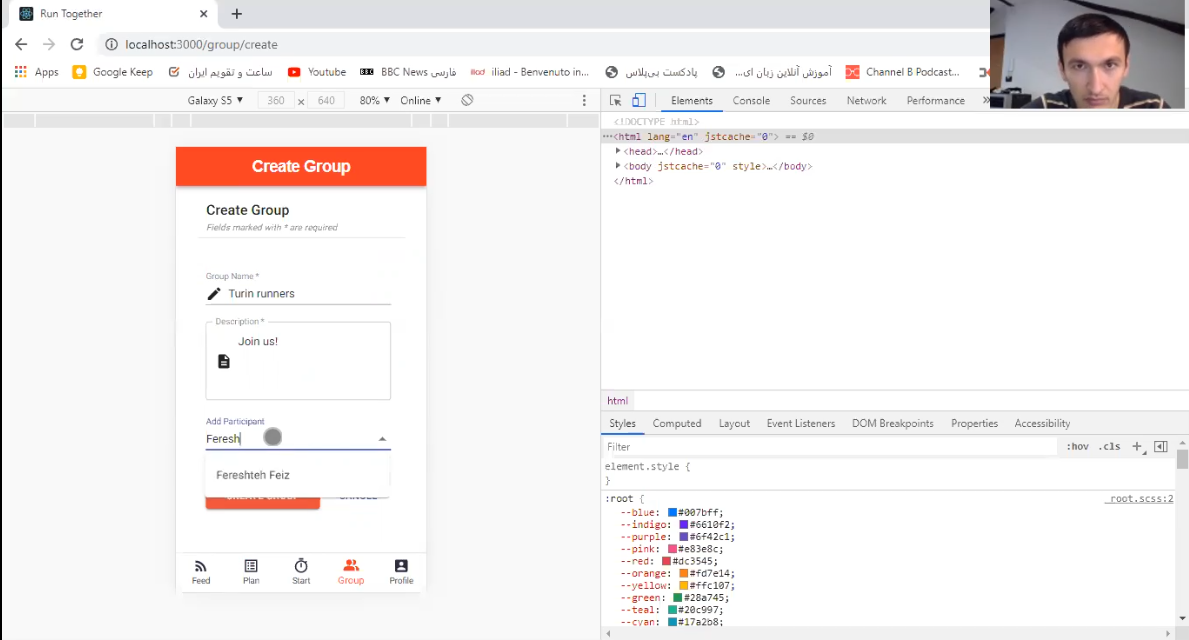 Run Together
localhost:3000/group/create
Apps Google Keep ساعت و تقویم ایران Youtube BBC BBC News فارسی iliad iliad - Benvenuto in... پادکست بی‌پلاس آموزش آنلاین زبان ای... Channel B Podcast...
Galaxy S5 360 x 640 80% Online
Elements Console Sources Network Performance »
<!DOCTYPE html>
<html lang="en" jstcache="0"> == $0
<head>…</head>
<body jstcache="0" style>…</body>
</html>
Create Group
Create Group
Fields marked with * are required
Group Name *
Turin runners
Description *
Join us!
Add Participant
Feresh
Fereshteh Feiz
CREATE GROUP CANCEL
Feed Plan Start Group Profile
html
Styles Computed Layout Event Listeners DOM Breakpoints Properties Accessibility
Filter :hov .cls +
element.style {
}
:root { _root.scss:2
--blue: #007bff;
--indigo: #6610f2;
--purple: #6f42c1;
--pink: #e83e8c;
--red: #dc3545;
--orange: #fd7e14;
--yellow: #ffc107;
--green: #28a745;
--teal: #20c997;
--cyan: #17a2b8;